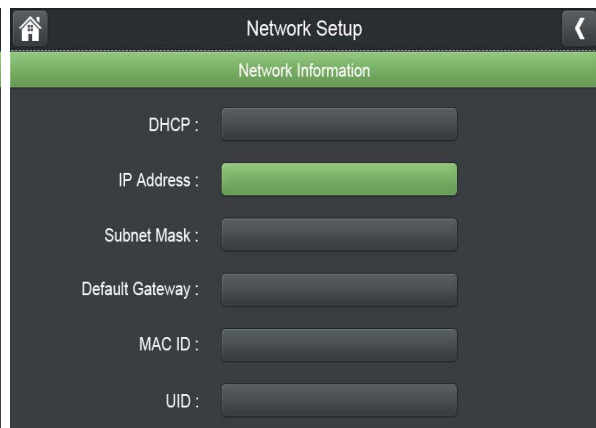 Network Setup
Network Information
DHCP :
IP Address :
Subnet Mask :
Default Gateway :
MAC ID :
UID :